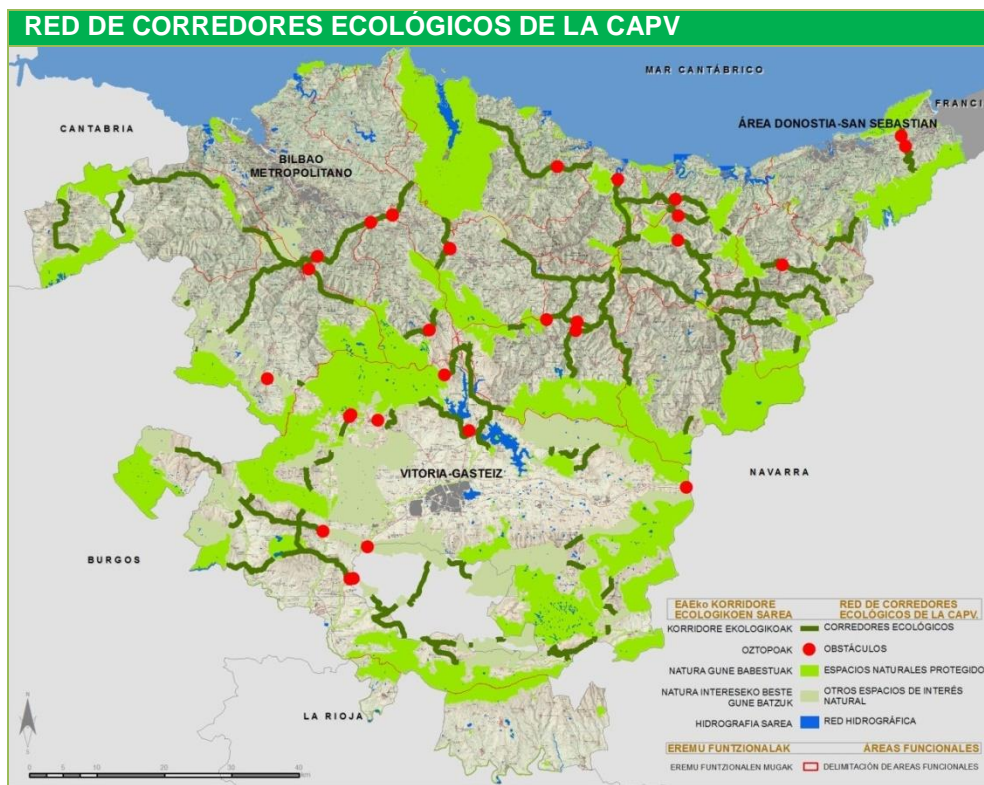 RED DE CORREDORES ECOLÓGICOS DE LA CAPV
MAR CANTÁBRICO
FRANCI
CANTABRIA
ÁREA DONOSTIA-SAN SEBASTIAN
BILBAO
METROPOLITANO
VITORIA-GASTEIZ
NAVARRA
BURGOS
LA RIOJA
EAEko KORRIDORE
EKOLOGIKOEN SAREA
RED DE CORREDORES
ECOLÓGICOS DE LA CAPV.
KORRIDORE EKOLOGIKOAK
CORREDORES ECOLÓGICOS
OZTOPOAK
OBSTÁCULOS
NATURA GUNE BABESTUAK
ESPACIOS NATURALES PROTEGIDO
NATURA INTERESEKO BESTE
GUNE BATZUK
OTROS ESPACIOS DE INTERÉS
NATURAL
HIDROGRAFIA SAREA
RED HIDROGRÁFICA
EREMU FUNTZIONALAK
ÁREAS FUNCIONALES
EREMU FUNTZIONALEN MUGAK
DELIMITACIÓN DE AREAS FUNCIONALES
N
0 5 10 20 30 40
km